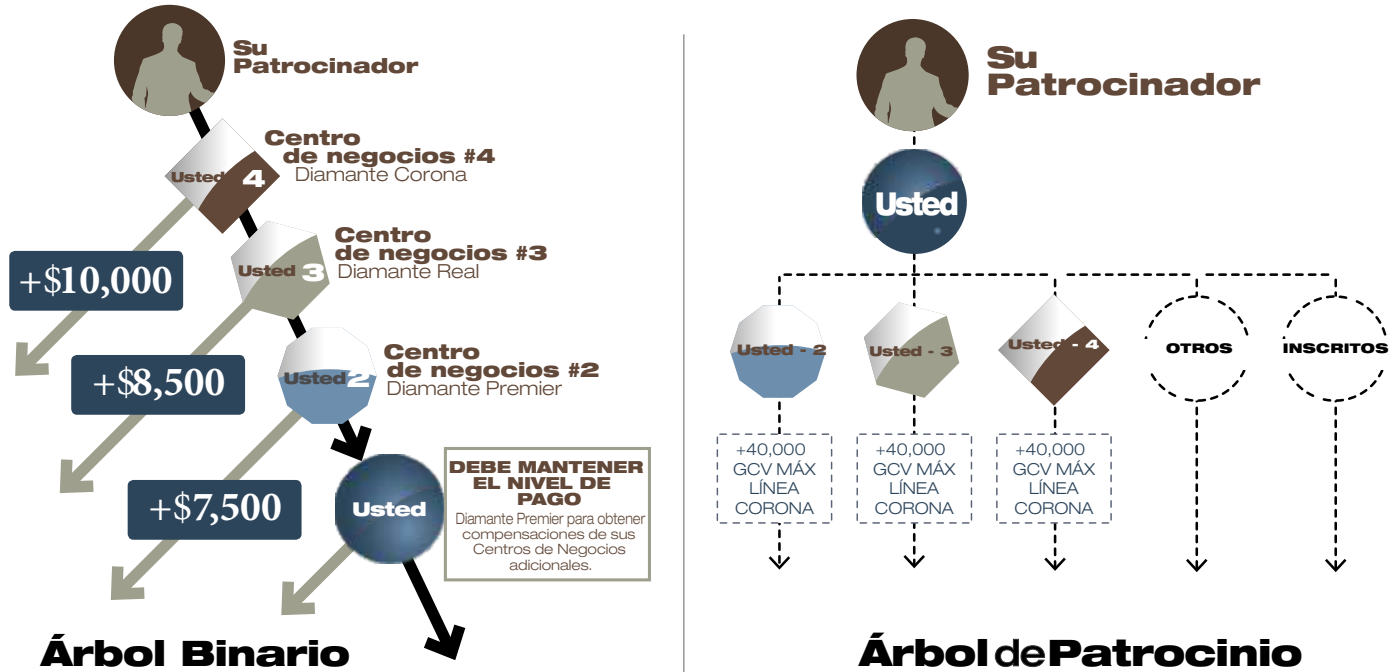 Su
Patrocinador
Centro
de negocios #4
Diamante Corona
Usted 4
Centro
de negocios #3
Diamante Real
Usted 3
+$10,000
Centro
de negocios #2
Diamante Premier
Usted 2
+$8,500
DEBE MANTENER
EL NIVEL DE
PAGO
Diamante Premier para obtener
compensaciones de sus
Centros de Negocios
adicionales.
Usted
+$7,500
Árbol Binario
Su
Patrocinador
Usted
Usted - 2
Usted - 3
Usted - 4
OTROS
INSCRITOS
+40,000
GCV MÁX
LÍNEA
CORONA
+40,000
GCV MÁX
LÍNEA
CORONA
+40,000
GCV MÁX
LÍNEA
CORONA
Árbol de Patrocinio